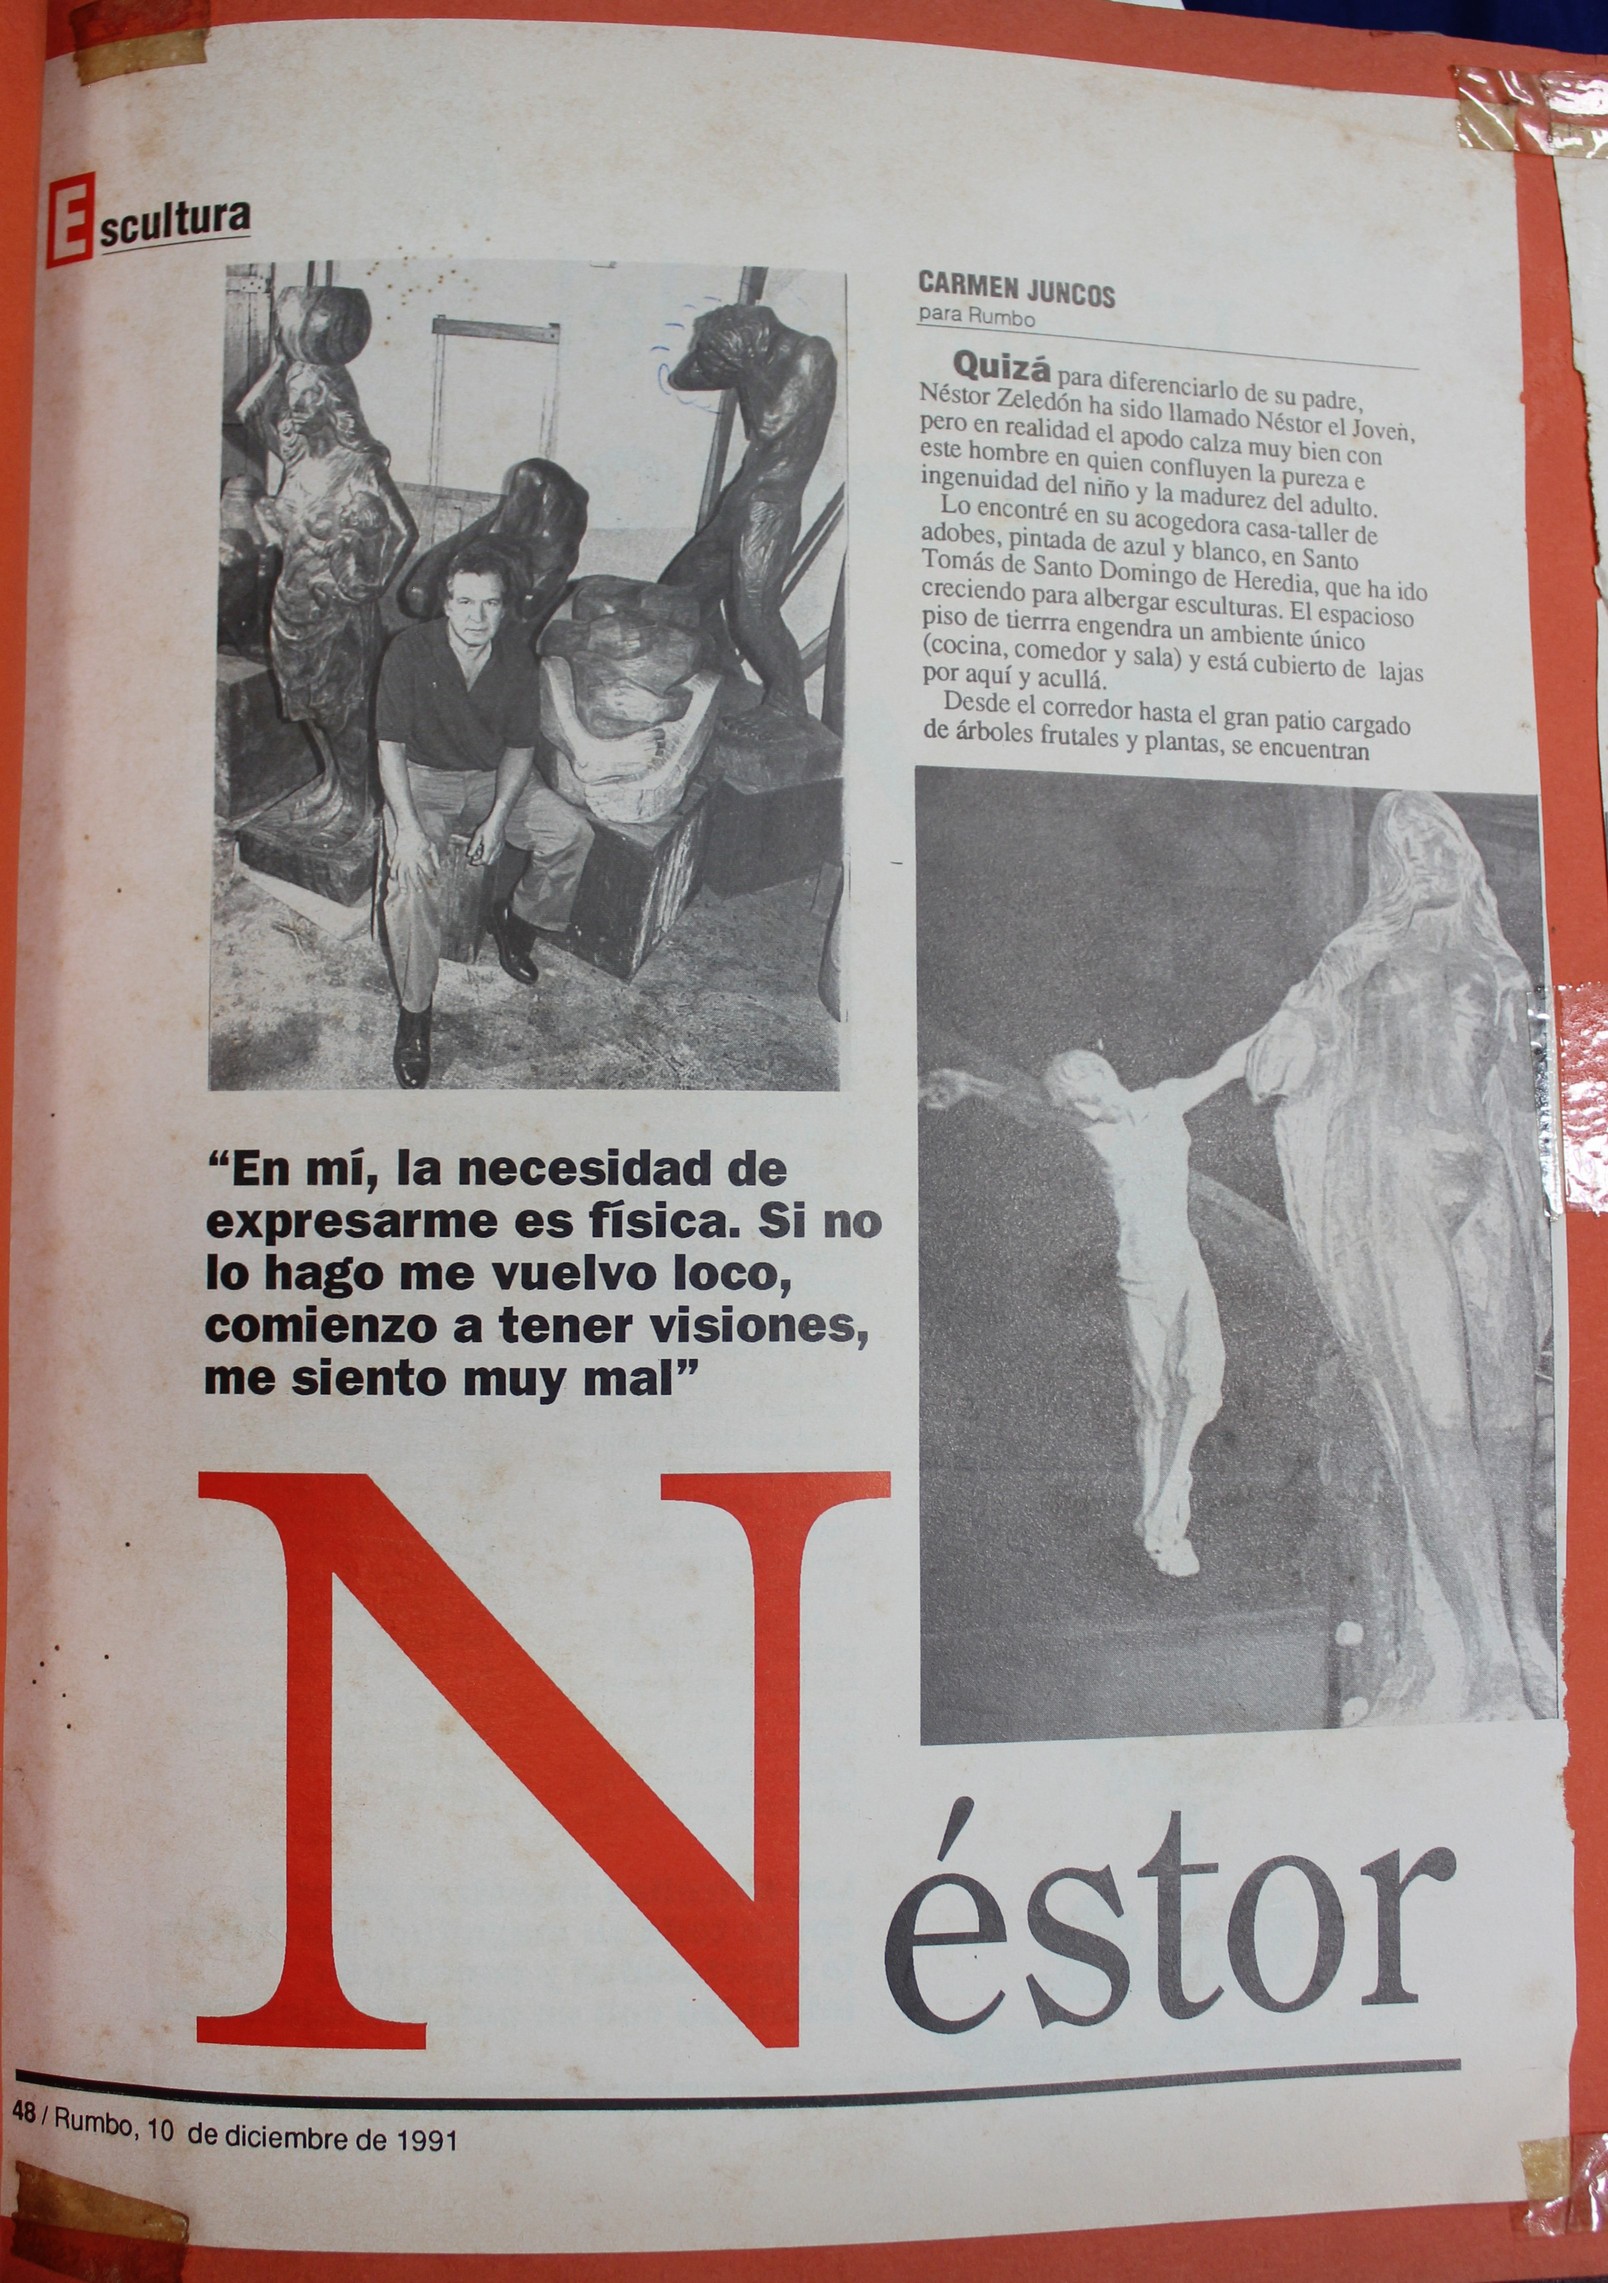 Escultura
CARMEN JUNCOS
para Rumbo
Quizá para diferenciarlo de su padre,
Néstor Zeledón ha sido llamado Néstor el Joven,
pero en realidad el apodo calza muy bien con
este hombre en quien confluyen la pureza e
ingenuidad del niño y la madurez del adulto.
Lo encontré en su acogedora casa-taller de
adobes, pintada de azul y blanco, en Santo
Tomás de Santo Domingo de Heredia, que ha ido
creciendo para albergar esculturas. El espacioso
piso de tierrra engendra un ambiente único
(cocina, comedor y sala) y está cubierto de lajas
por aquí y acullá.
Desde el corredor hasta el gran patio cargado
de árboles frutales y plantas, se encuentran
“En mí, la necesidad de
expresarme es física. Si no
lo hago me vuelvo loco,
comienzo a tener visiones,
me siento muy mal”
Néstor
48 / Rumbo, 10 de diciembre de 1991